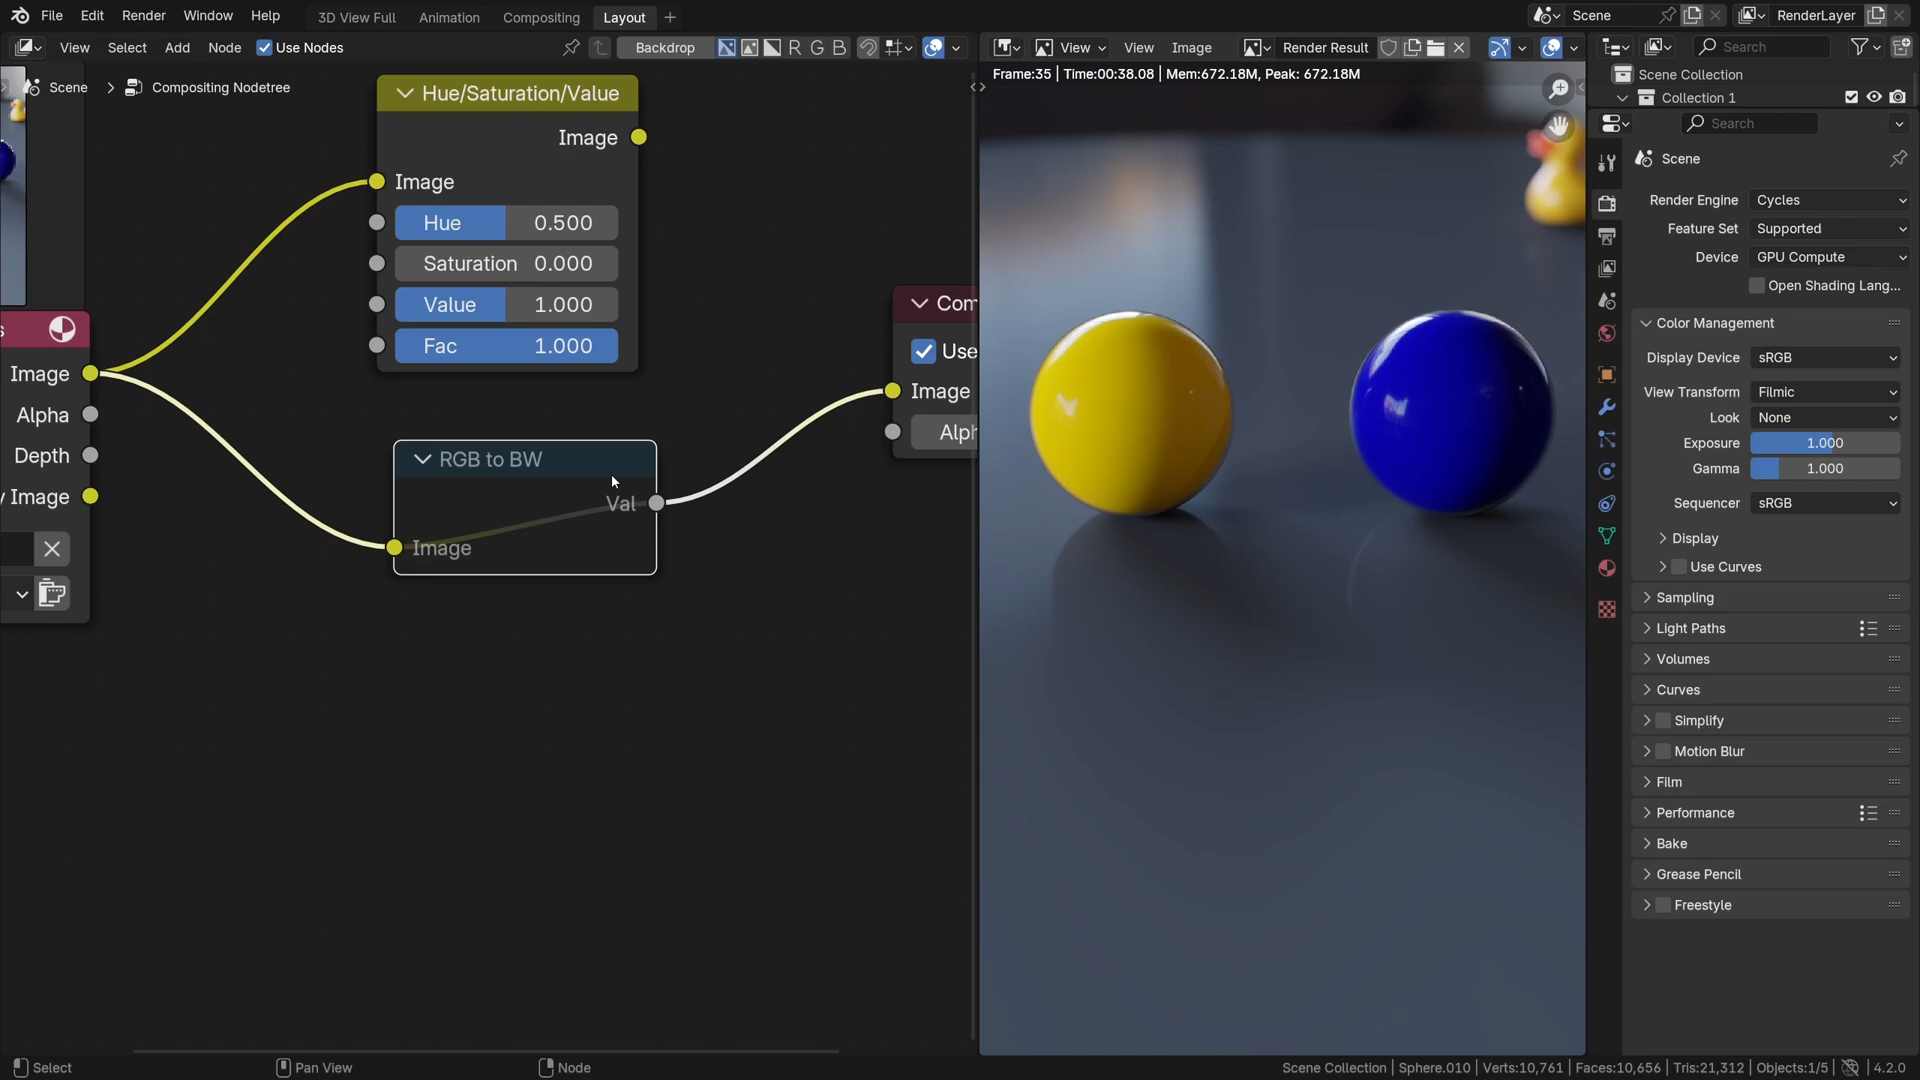 File Edit Render Window Help 3D View Full Animation Compositing Layout + Scene RenderLayer
View Select Add Node Use Nodes Backdrop R G B View View Image Render Result Search
Scene > Compositing Nodetree
Frame:35 | Time:00:38.08 | Mem:672.18M, Peak: 672.18M
Scene Collection
Collection 1
Search
Scene
Hue/Saturation/Value
Image
Image
Hue 0.500
Saturation 0.000
Value 1.000
Fac 1.000
s
Image
Alpha
Depth
y Image
RGB to BW
Val
Image
Com
Use
Image
Alph
Render Engine Cycles
Feature Set Supported
Device GPU Compute
Open Shading Lang...
Color Management
Display Device sRGB
View Transform Filmic
Look None
Exposure 1.000
Gamma 1.000
Sequencer sRGB
Display
Use Curves
Sampling
Light Paths
Volumes
Curves
Simplify
Motion Blur
Film
Performance
Bake
Grease Pencil
Freestyle
Select Pan View Node Scene Collection | Sphere.010 | Verts:10,761 | Faces:10,656 | Tris:21,312 | Objects:1/5 | 4.2.0